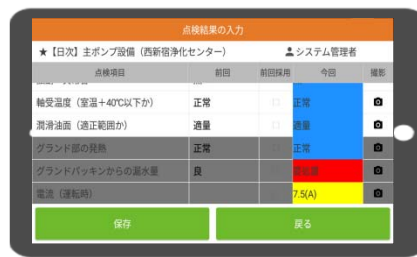 点検結果の入力
★【日次】主ポンプ設備（西新宿浄化センター）
システム管理者
点検項目 前回 前回採用 今回 撮影
軸受温度（室温＋40℃以下か） 正常 正常
潤滑油面（適正範囲か） 適量 適量
グランド部の発熱 正常 正常
グランドパッキンからの漏水量 良
電流（運転時） 7.5(A)
保存 戻る